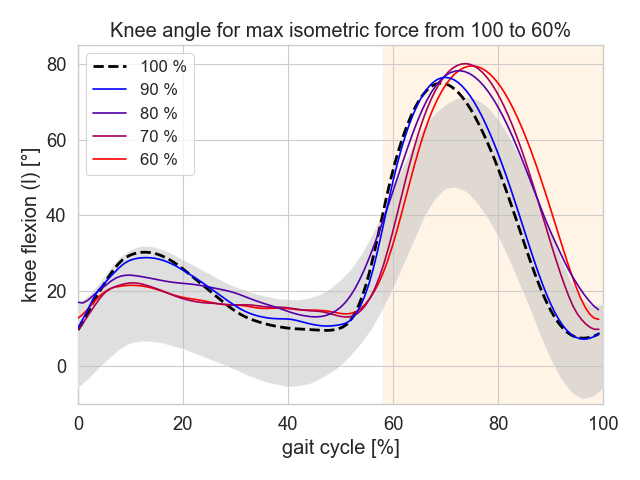 Knee angle for max isometric force from 100 to 60%
100 %
90 %
80 %
70 %
60 %
knee flexion (l) [°]
80
60
40
20
0
0 20 40 60 80 100
gait cycle [%]